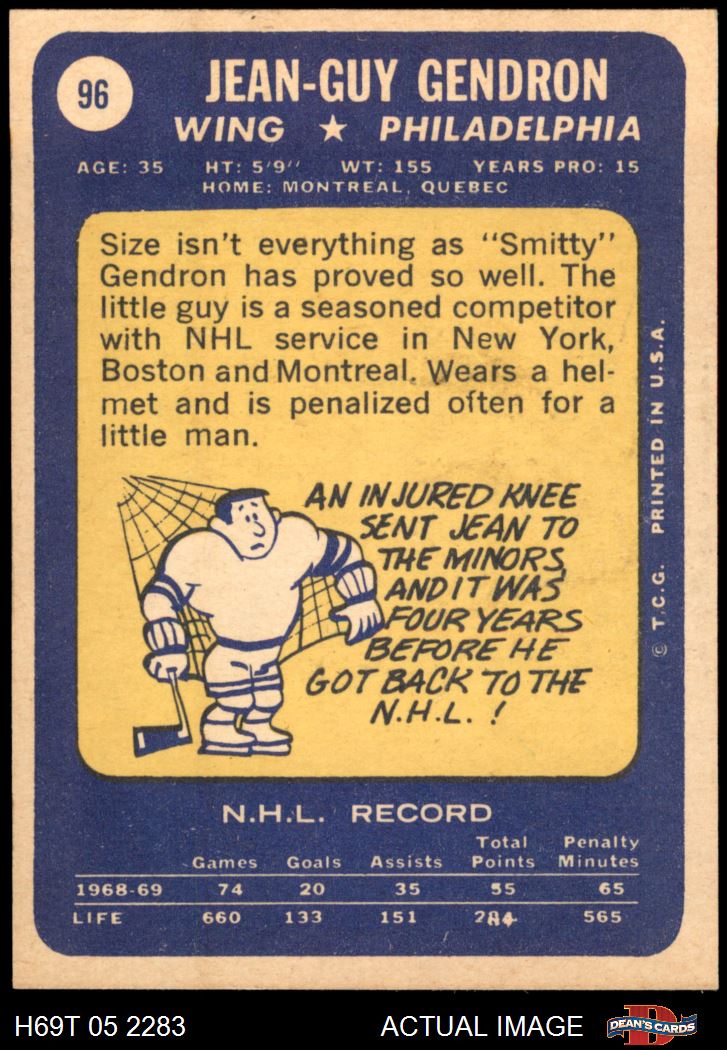 96
JEAN-GUY GENDRON
WING ★ PHILADELPHIA
AGE: 35 HT: 5'9'' WT: 155 YEARS PRO: 15
HOME: MONTREAL, QUEBEC
Size isn't everything as "Smitty"
Gendron has proved so well. The
little guy is a seasoned competitor
with NHL service in New York,
Boston and Montreal. Wears a hel-
met and is penalized often for a
little man.
AN INJURED KNEE
SENT JEAN TO
THE MINORS,
AND IT WAS
FOUR YEARS
BEFORE HE
GOT BACK TO THE
N.H.L. !
© T.C.G. PRINTED IN U.S.A.
N.H.L. RECORD
Total Penalty
Games Goals Assists Points Minutes
1968-69 74 20 35 55 65
LIFE 660 133 151 284 565
H69T 05 2283 ACTUAL IMAGE
DEAN'S CARDS